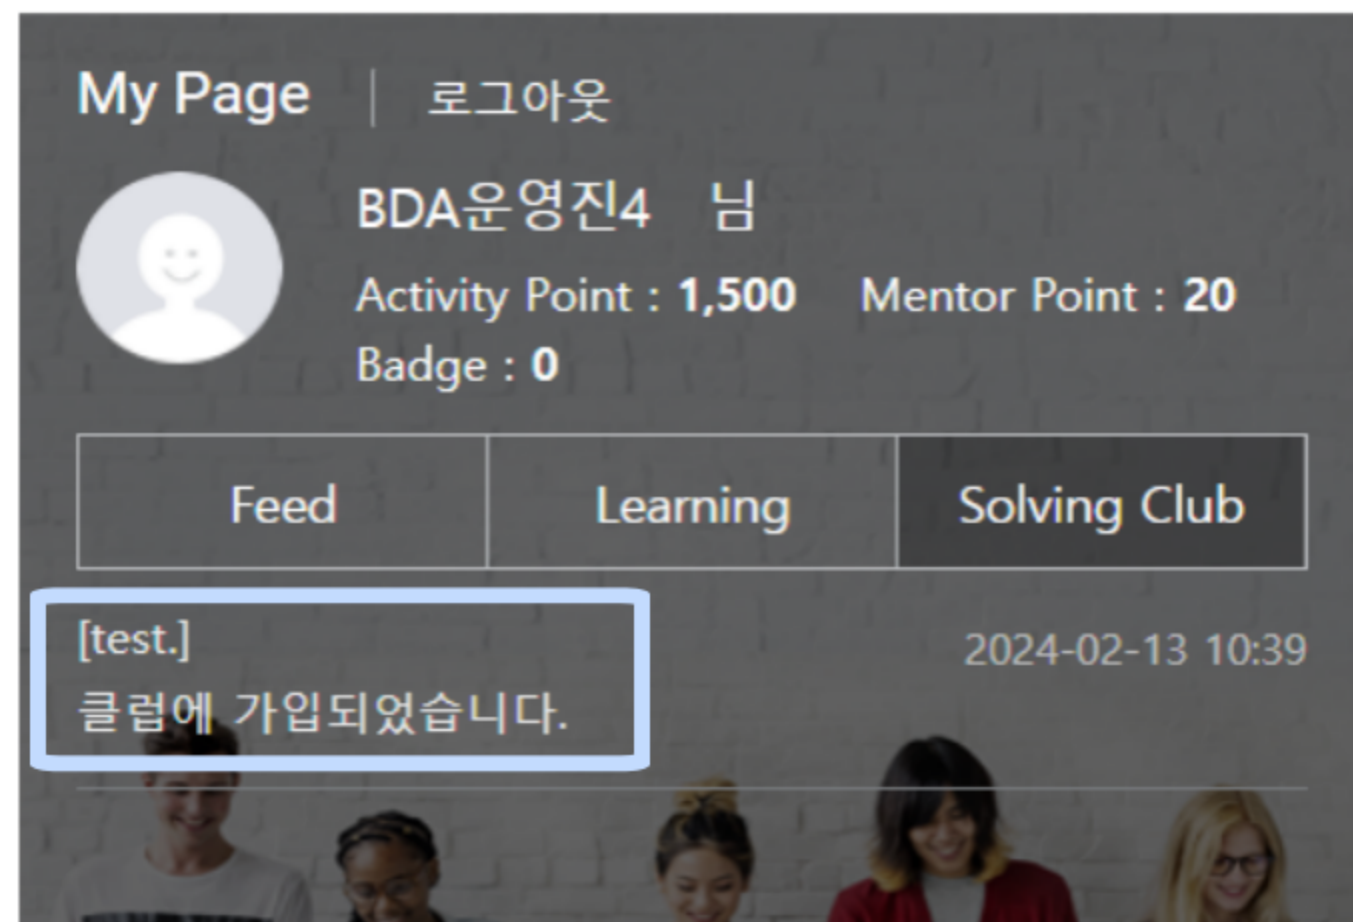 My Page | 로그아웃
BDA운영진4 님
Activity Point : 1,500 Mentor Point : 20
Badge : 0
Feed Learning Solving Club
[test.] 2024-02-13 10:39
클럽에 가입되었습니다.